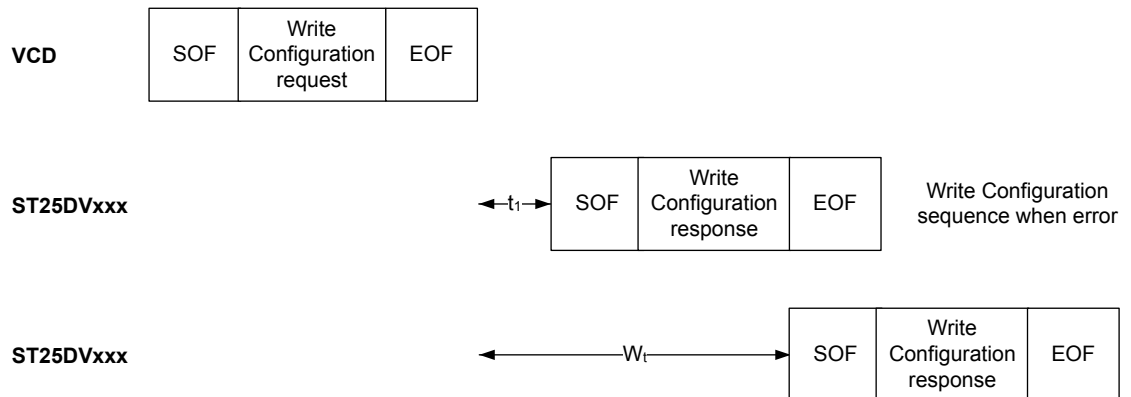 VCD
SOF
Write
Configuration
request
EOF
ST25DVxxx
t₁
SOF
Write
Configuration
response
EOF
Write Configuration
sequence when error
ST25DVxxx
Wₜ
SOF
Write
Configuration
response
EOF